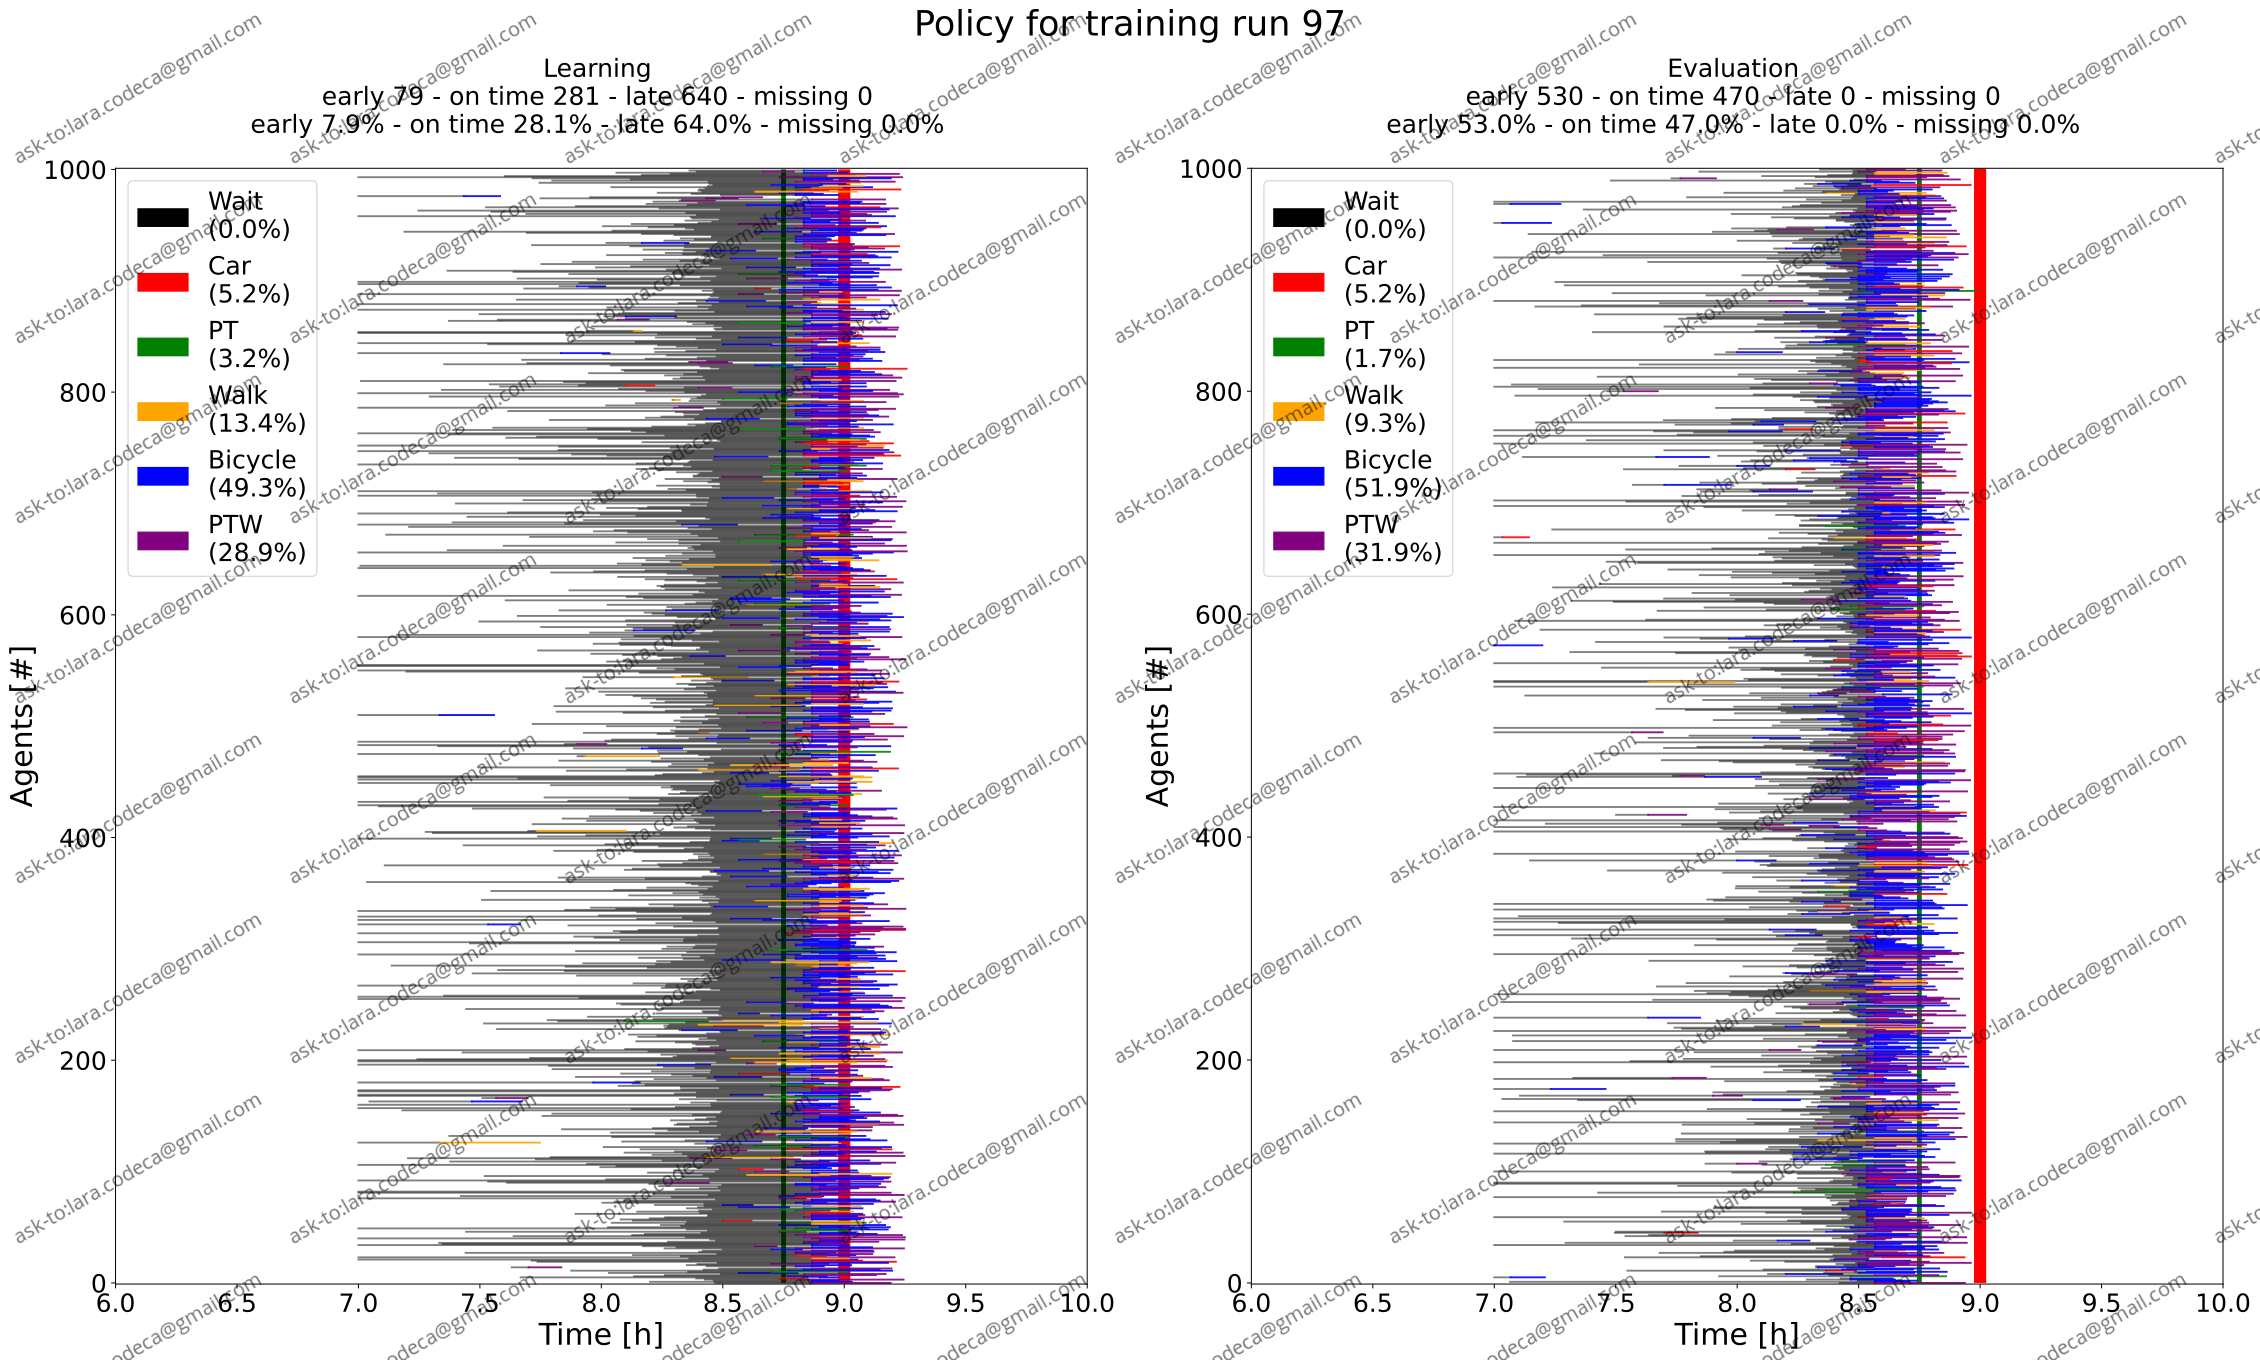 Policy for training run 97
Learning
early 79 - on time 281 - late 640 - missing 0
early 7.9% - on time 28.1% - late 64.0% - missing 0.0%
1000
800
600
400
200
0
Agents [#]
Wait
(0.0%)
Car
(5.2%)
PT
(3.2%)
Walk
(13.4%)
Bicycle
(49.3%)
PTW
(28.9%)
6.0 6.5 7.0 7.5 8.0 8.5 9.0 9.5 10.0
Time [h]
Evaluation
early 530 - on time 470 - late 0 - missing 0
early 53.0% - on time 47.0% - late 0.0% - missing 0.0%
1000
800
600
400
200
0
Agents [#]
Wait
(0.0%)
Car
(5.2%)
PT
(1.7%)
Walk
(9.3%)
Bicycle
(51.9%)
PTW
(31.9%)
6.0 6.5 7.0 7.5 8.0 8.5 9.0 9.5 10.0
Time [h]
ask-to:lara.codeca@gmail.com